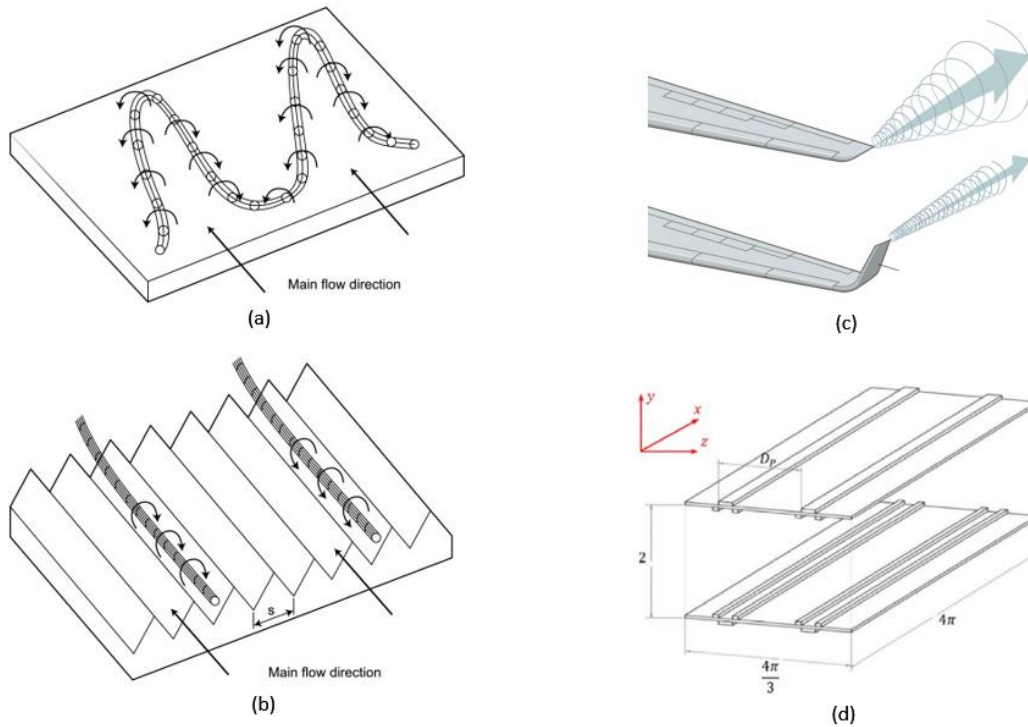 Main flow direction
(a)
s
Main flow direction
(b)
(c)
y
x
z
D_P
2
4π
4π
3
(d)